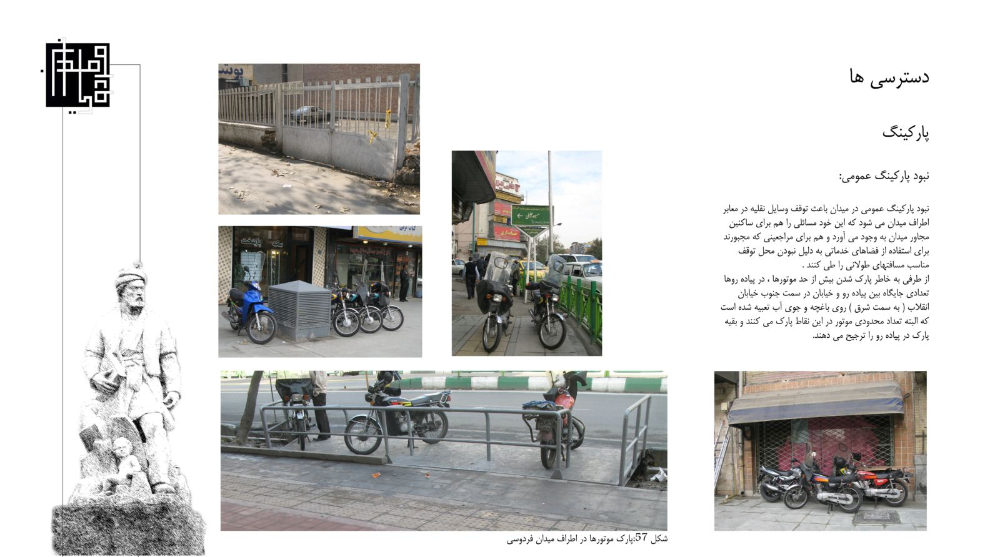 دسترسی ها
پارکینگ
نبود پارکینگ عمومی:
نبود پارکینگ عمومی در میدان باعث توقف وسایل نقلیه در معابر
اطراف میدان می شود که این خود مسائلی را هم برای ساکنین
مجاور میدان به وجود می آورد و هم برای مراجعینی که مجبورند
برای استفاده از فضاهای خدماتی به دلیل نبودن محل توقف
مناسب مسافتهای طولانی را طی کنند .
از طرفی به خاطر پارک شدن بیش از حد موتورها ، در پیاده روها
تعدادی جایگاه بین پیاده رو و خیابان در سمت جنوب خیابان
انقلاب ( به سمت شرق ) روی باغچه و جوی آب تعبیه شده است
که البته تعداد محدودی موتور در این نقاط پارک می کنند و بقیه
پارک در پیاده رو را ترجیح می دهند.
حسابداری
سکه پایتخت
شکل 57:پارک موتورها در اطراف میدان فردوسی